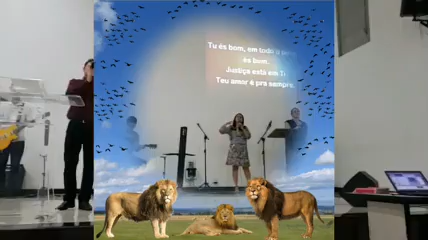 Tu és bom, em todo
és bom.
Justiça está em Ti
Teu amor é pra sempre.